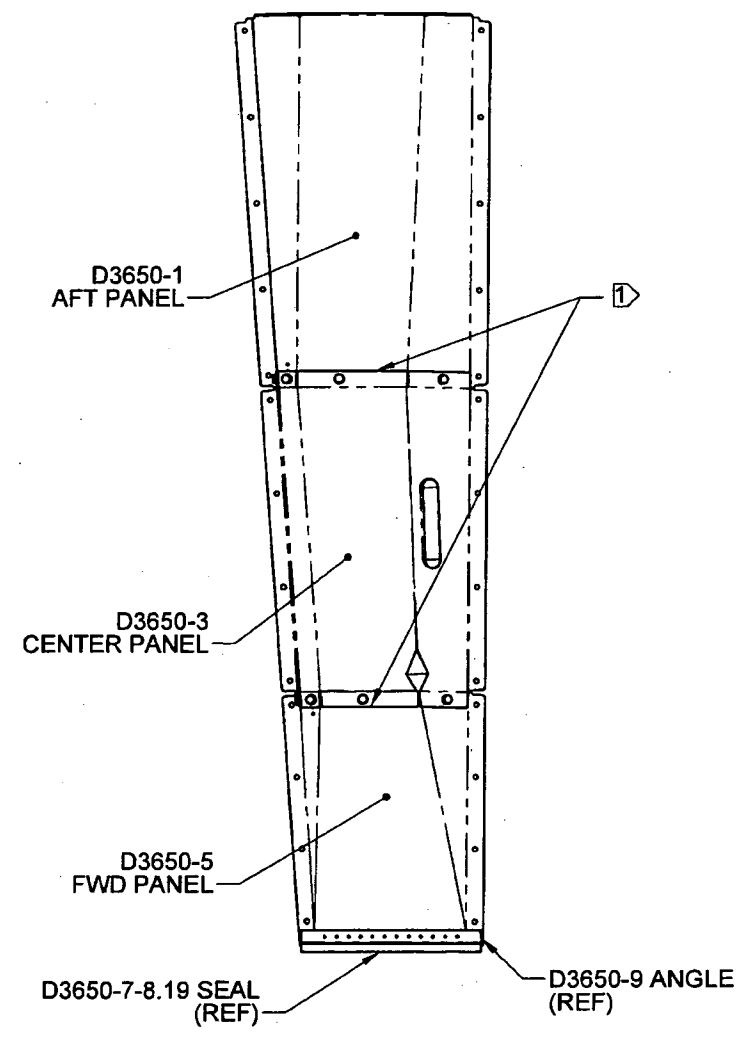 D3650-1
AFT PANEL
1
D3650-3
CENTER PANEL
D3650-5
FWD PANEL
D3650-7-8.19 SEAL
(REF)
D3650-9 ANGLE
(REF)